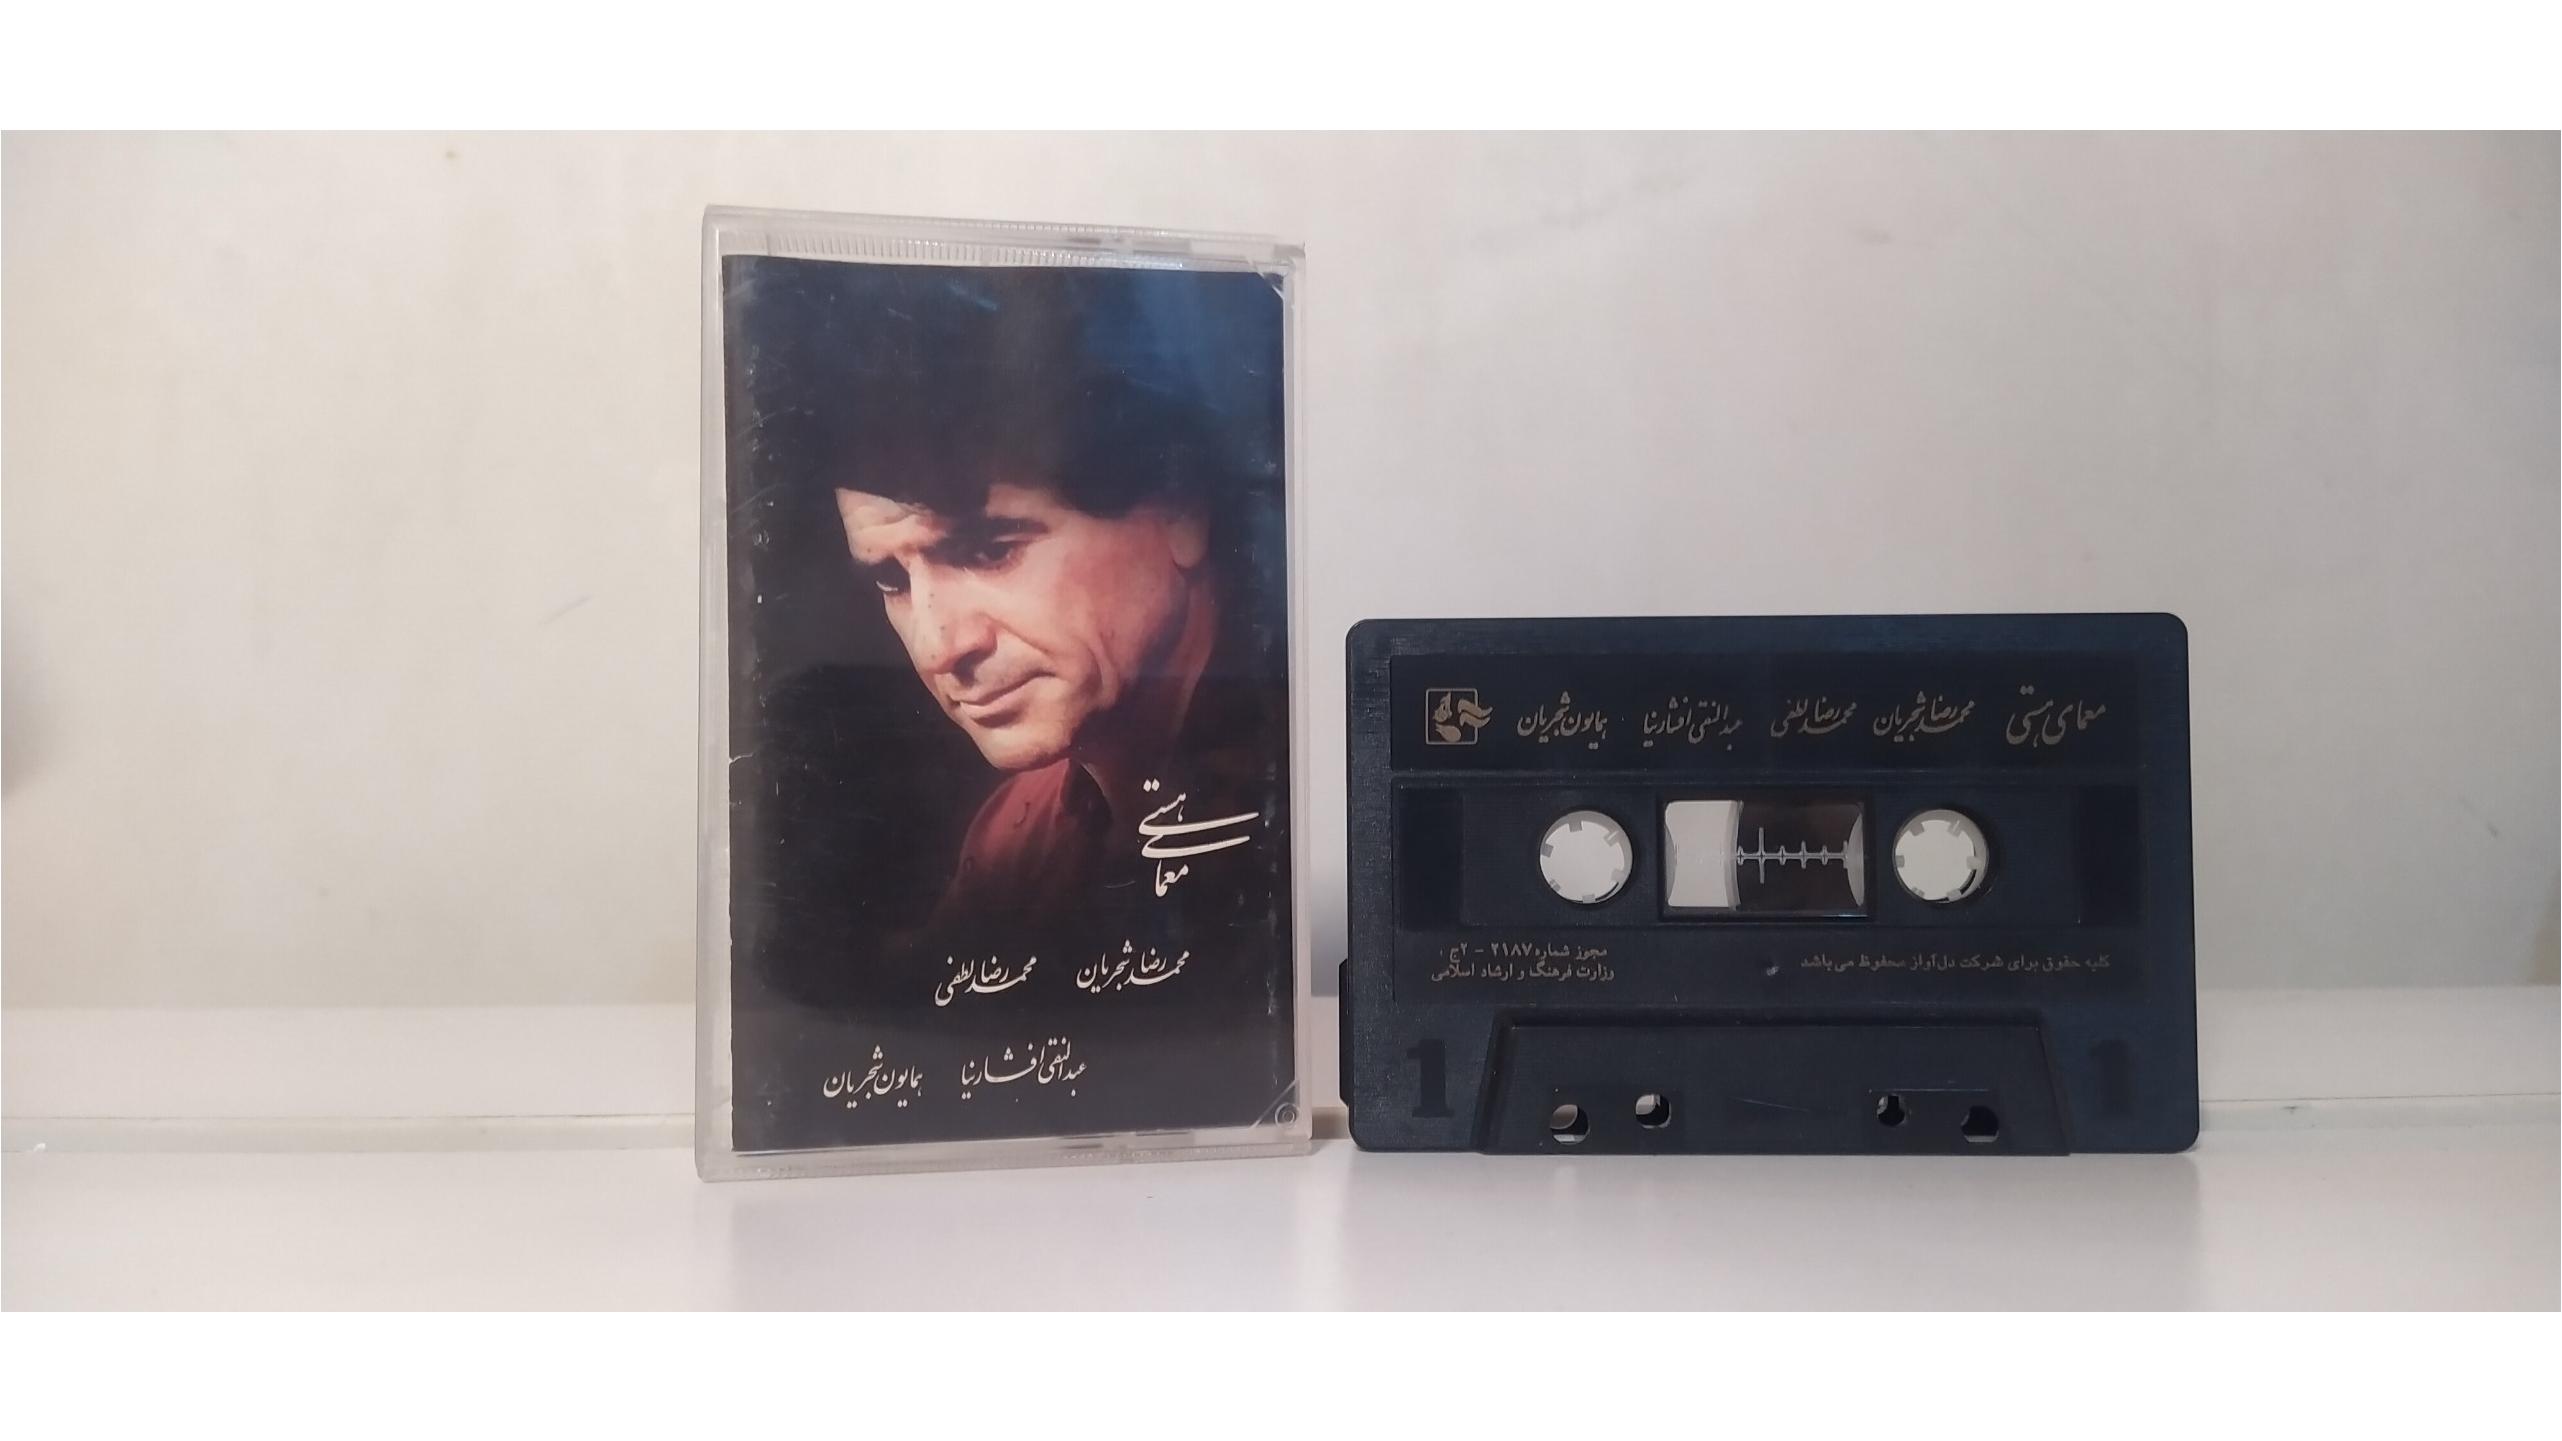 معمای هستی
محمدرضا شجریان محمدرضا لطفی
عبدالنقی افشارنیا همایون شجریان
معمای هستی محمدرضا شجریان محمدرضا لطفی عبدالنقی افشارنیا همایون شجریان
کلیه حقوق برای شرکت دل‌آواز محفوظ می‌باشد
مجوز شماره ۲۱۸۷ - ۲ج
وزارت فرهنگ و ارشاد اسلامی
1 1